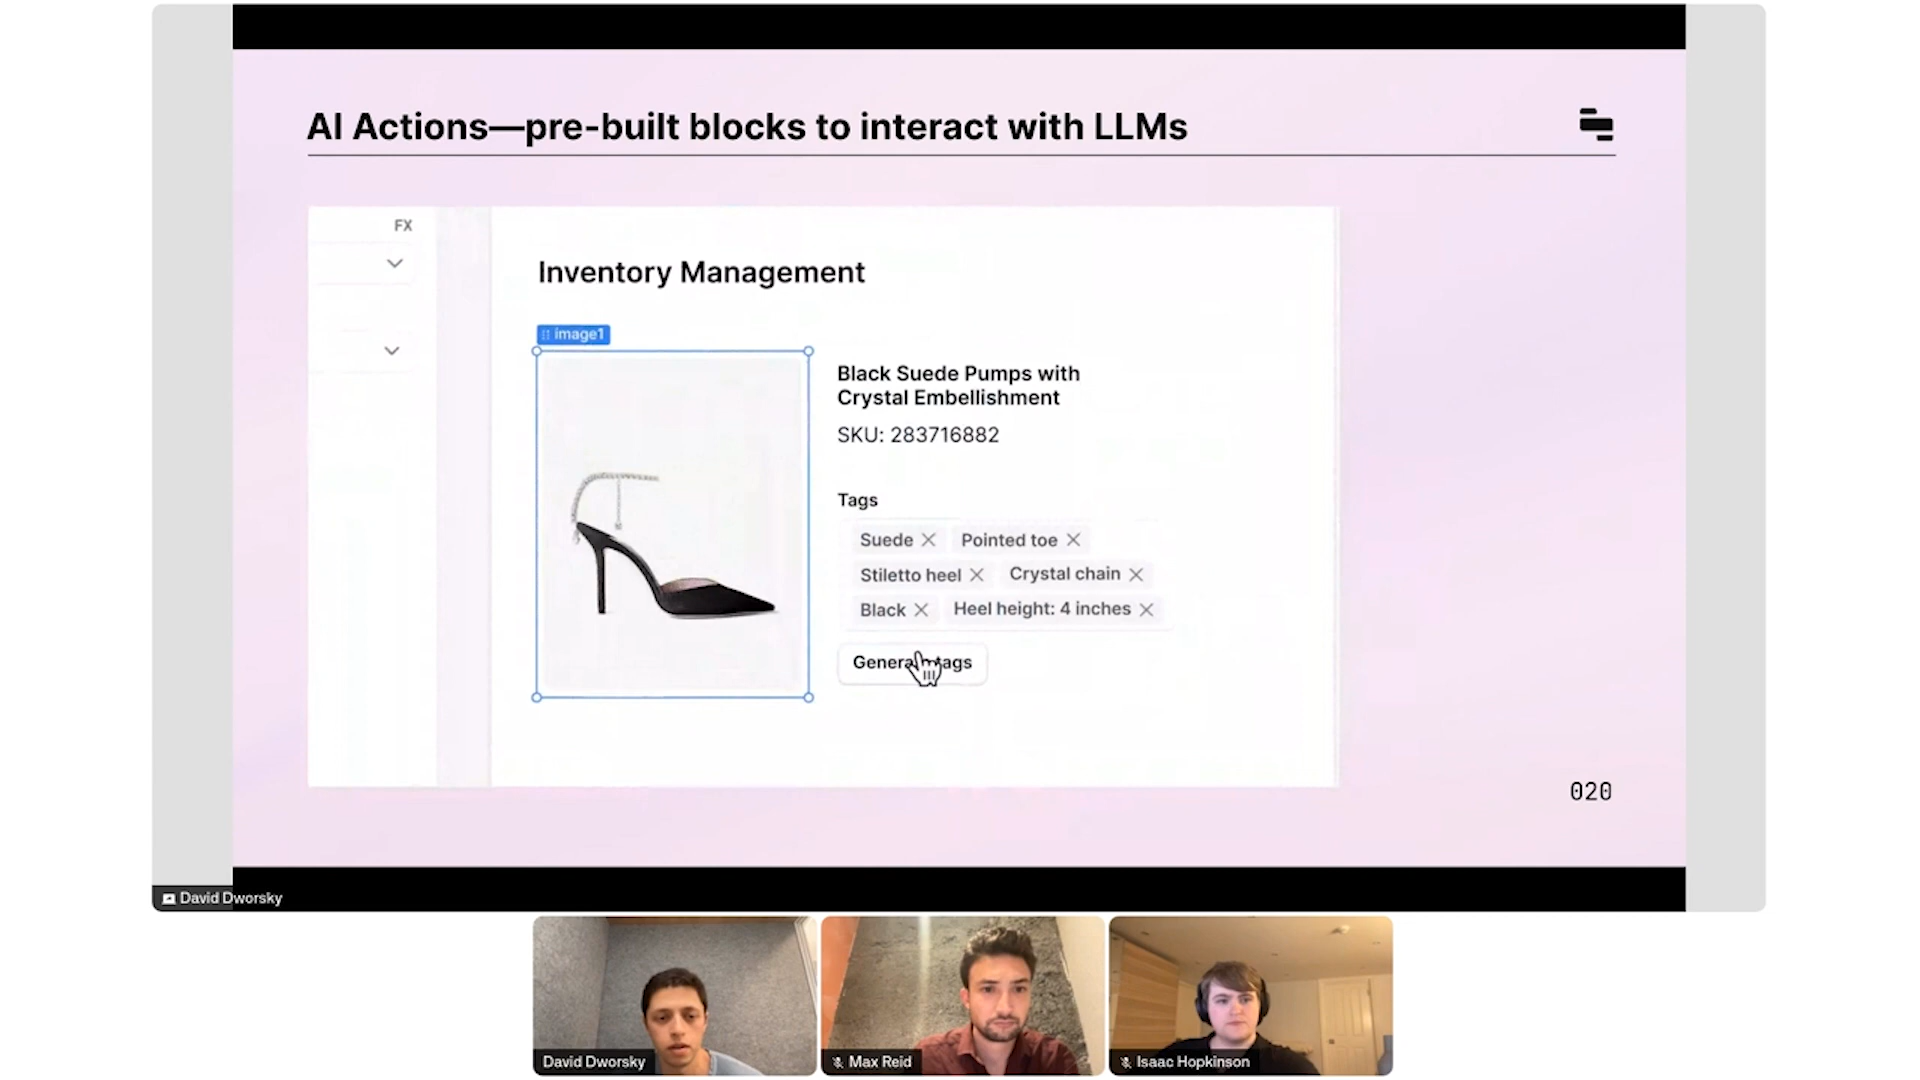 AI Actions—pre-built blocks to interact with LLMs
FX
Inventory Management
image1
Black Suede Pumps with
Crystal Embellishment
SKU: 283716882
Tags
Suede
Pointed toe
Stiletto heel
Crystal chain
Black
Heel height: 4 inches
tags
020
David Dworsky
David Dworsky
Max Reid
Isaac Hopkinson